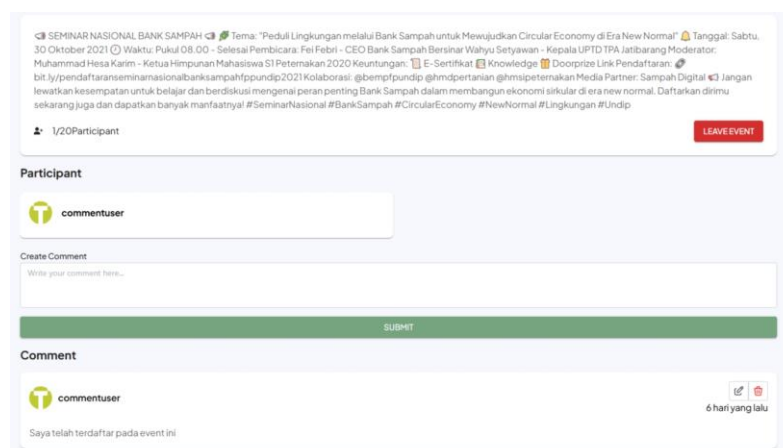 SEMINAR NASIONAL BANK SAMPAH Tema: "Peduli Lingkungan melalui Bank Sampah untuk Mewujudkan Circular Economy di Era New Normal" Tanggal: Sabtu,
30 Oktober 2021 Waktu: Pukul 08.00 - Selesai Pembicara: Fei Febri - CEO Bank Sampah Bersinar Wahyu Setyawan - Kepala UPTD TPA Jatibarang Moderator:
Muhammad Hesa Karim - Ketua Himpunan Mahasiswa S1 Peternakan 2020 Keuntungan: E-Sertifikat Knowledge Doorprize Link Pendaftaran:
bit.ly/pendaftaranseminarnasionalbanksampahfppundip2021 Kolaborasi: @bempfpundip @hmdpertanian @hmsipeternakan Media Partner: Sampah Digital Jangan
lewatkan kesempatan untuk belajar dan berdiskusi mengenai peran penting Bank Sampah dalam membangun ekonomi sirkular di era new normal. Daftarkan dirimu
sekarang juga dan dapatkan banyak manfaatnya! #SeminarNasional #BankSampah #CircularEconomy #NewNormal #Lingkungan #Undip
1/20Participant
LEAVE EVENT
Participant
commentuser
Create Comment
Write your comment here...
SUBMIT
Comment
commentuser
6 hari yang lalu
Saya telah terdaftar pada event ini